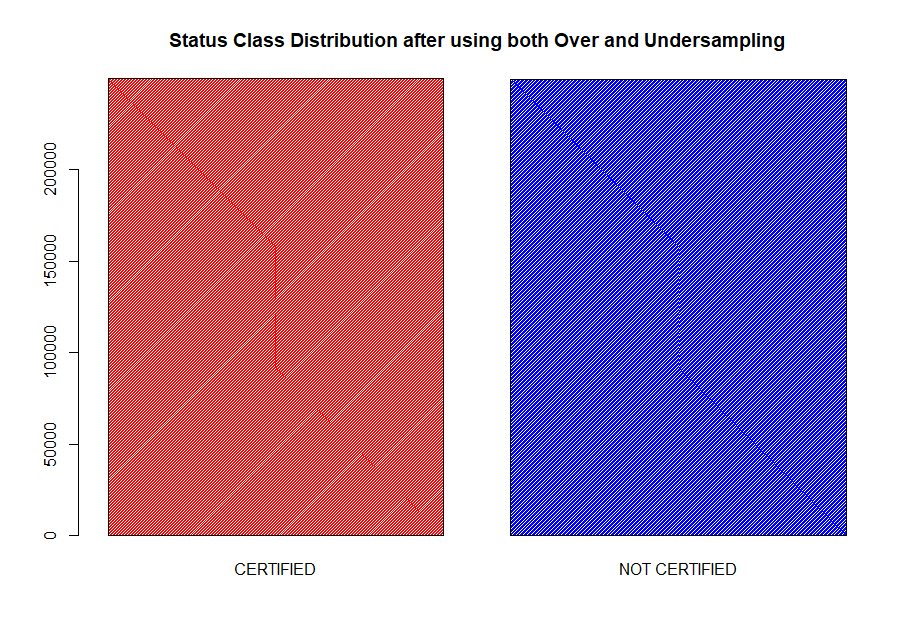 Status Class Distribution after using both Over and Undersampling
200000
150000
100000
50000
0
CERTIFIED
NOT CERTIFIED